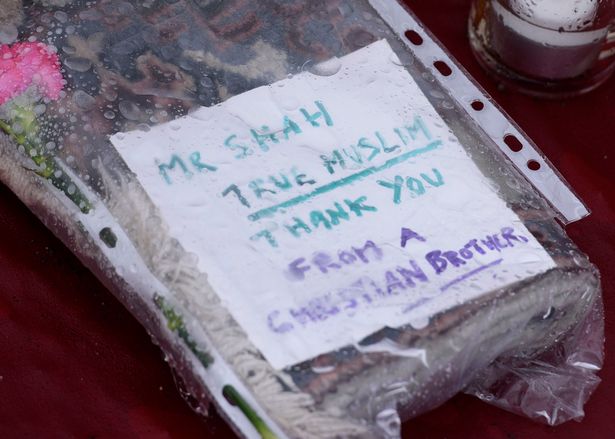 MR SHAH
TRUE MUSLIM
THANK YOU
FROM A
CHRISTIAN BROTHER.